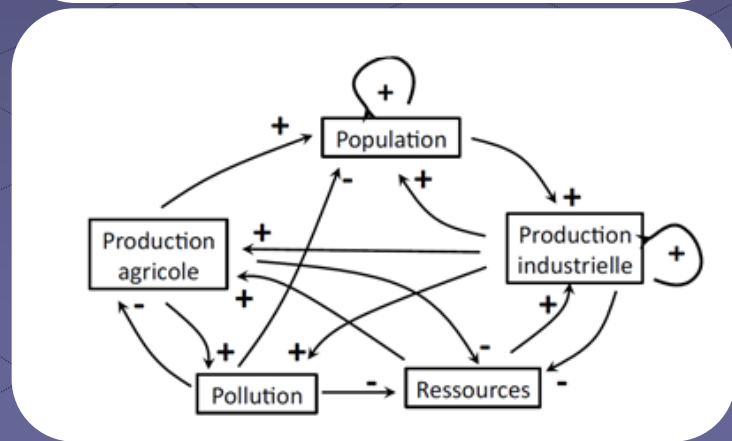 +
+
Population
-
+
+
Production
agricole
+
Production
industrielle
+
+
-
+
+
+
-
-
-
Pollution
Ressources